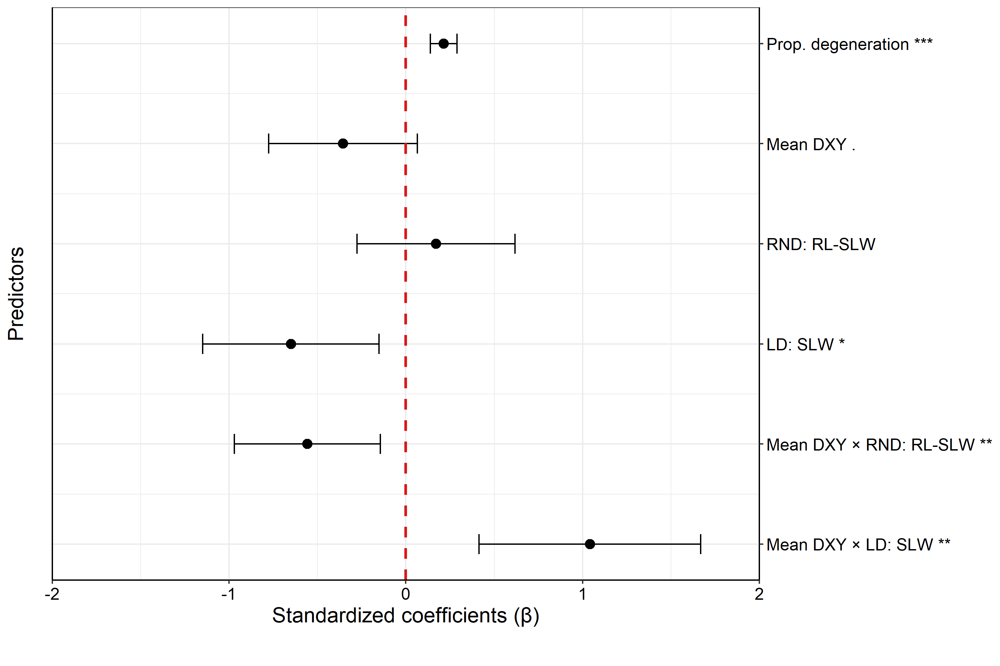 Predictors
Prop. degeneration ***
Mean DXY .
RND: RL-SLW
LD: SLW *
Mean DXY × RND: RL-SLW **
Mean DXY × LD: SLW **
-2 -1 0 1 2
Standardized coefficients (β)